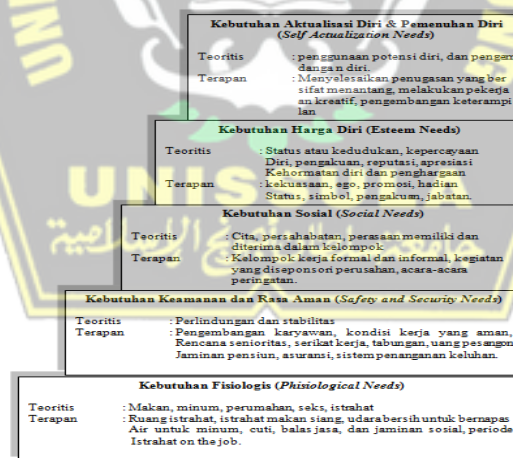 Kebutuhan Aktualisasi Diri & Pemenuhan Diri
(Self Actualization Needs)
Teoritis : penggunaan potensi diri, dan pengem
dangan diri.
Terapan : Menyelesaikan penugasan yang ber
sifat menantang, melakukan pekerja
an kreatif, pengembangan keterampi
lan
Kebutuhan Harga Diri (Esteem Needs)
Teoritis : Status atau kedudukan, kepercayaan
Diri, pengakuan, reputasi, apresiasi
Kehormatan diri dan penghargaan
Terapan : kekuasaan, ego, promosi, hadian
Status, simbol, pengakuan, jabatan.
Kebutuhan Sosial (Social Needs)
Teoritis : Cita, persahabatan, perasaan memiliki dan
diterima dalam kelompok
Terapan : Kelompok kerja formal dan informal, kegiatan
yang diseponsori perusahan, acara-acara
peringatan.
Kebutuhan Keamanan dan Rasa Aman (Safety and Security Needs)
Teoritis : Perlindungan dan stabilitas
Terapan : Pengembangan karyawan, kondisi kerja yang aman,
Rencana senioritas, serikat kerja, tabungan, uang pesangon
Jaminan pensiun, asuransi, sistem penanganan keluhan.
Kebutuhan Fisiologis (Phisiological Needs)
Teoritis : Makan, minum, perumahan, seks, istrahat
Terapan : Ruang istrahat, istrahat makan siang, udara bersih untuk bernapas
Air untuk minum, cuti, balas jasa, dan jaminan sosial, periode
Istrahat on the job.
UNISSULA